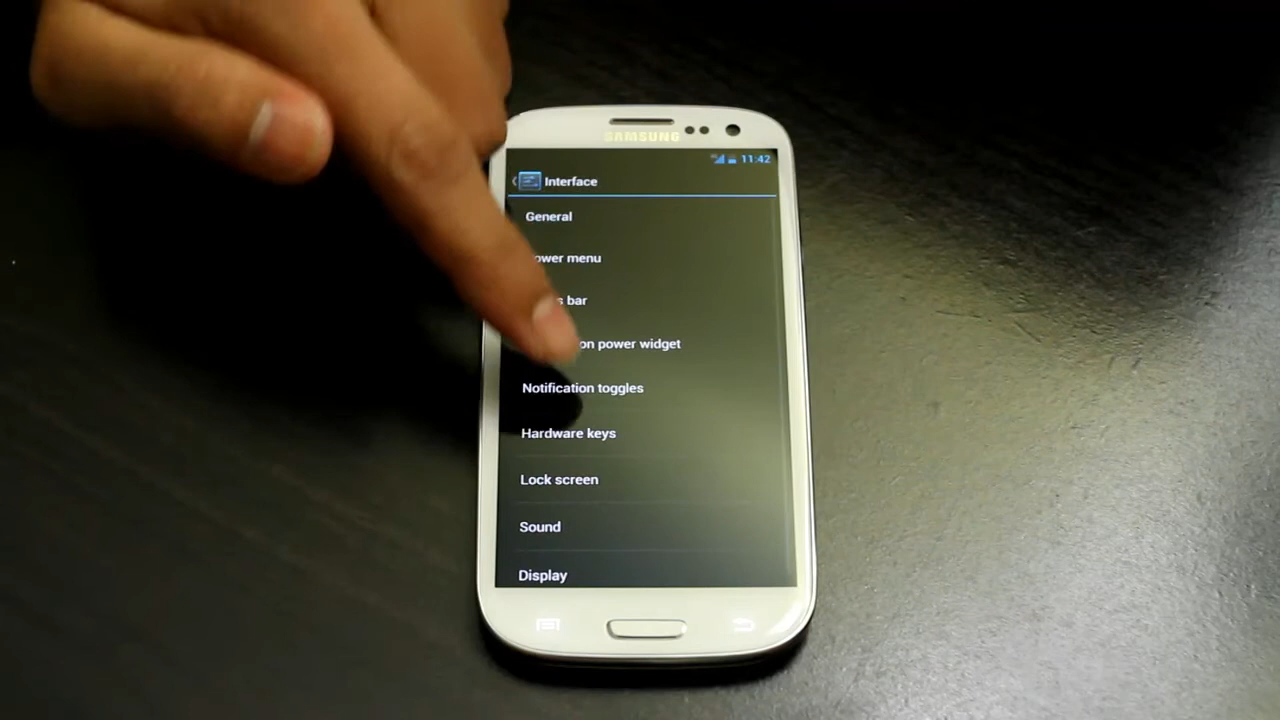 SAMSUNG
11:42
Interface
General
ower menu
s bar
on power widget
Notification toggles
Hardware keys
Lock screen
Sound
Display